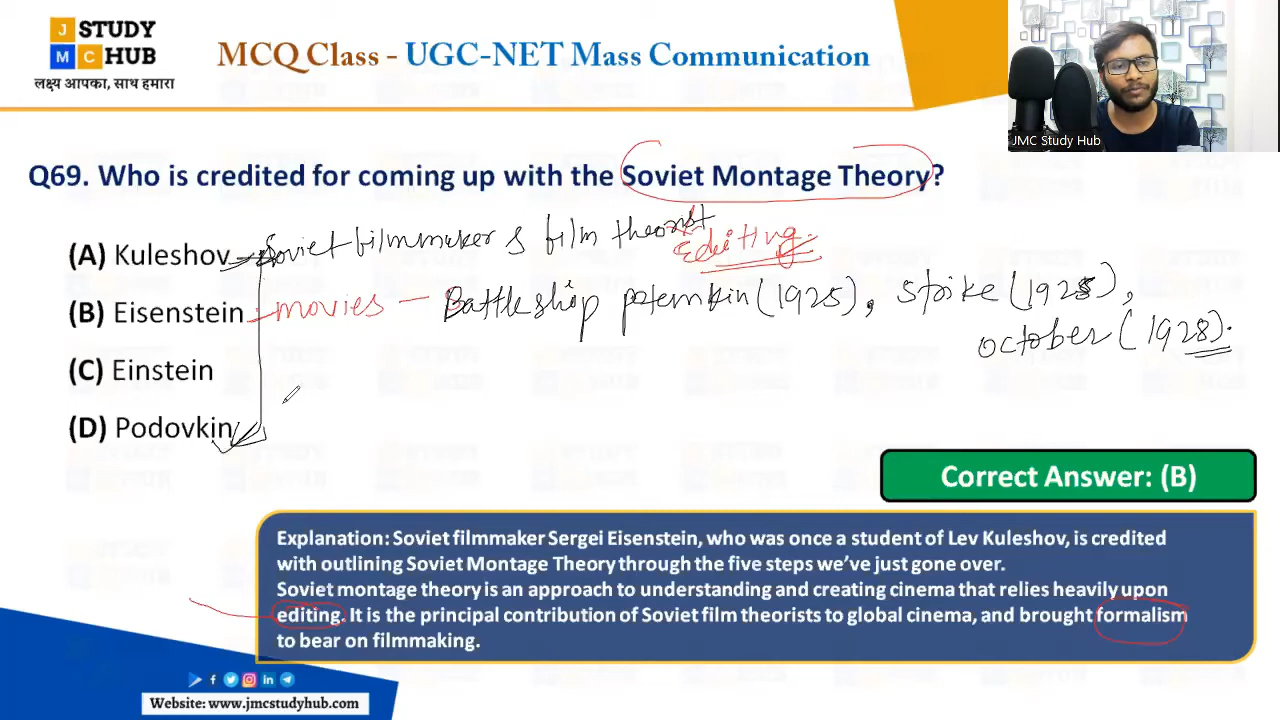 J STUDY
MC HUB
लक्ष्य आपका, साथ हमारा
MCQ Class - UGC-NET Mass Communication
JMC Study Hub
Q69. Who is credited for coming up with the Soviet Montage Theory?
(A) Kuleshov
Soviet filmmaker & film theorist
Editing.
(B) Eisenstein
movies - Battleship potemkin (1925), strike (1925),
october (1928).
(C) Einstein
(D) Podovkin
Correct Answer: (B)
Explanation: Soviet filmmaker Sergei Eisenstein, who was once a student of Lev Kuleshov, is credited
with outlining Soviet Montage Theory through the five steps we've just gone over.
Soviet montage theory is an approach to understanding and creating cinema that relies heavily upon
editing. It is the principal contribution of Soviet film theorists to global cinema, and brought formalism
to bear on filmmaking.
Website: www.jmcstudyhub.com